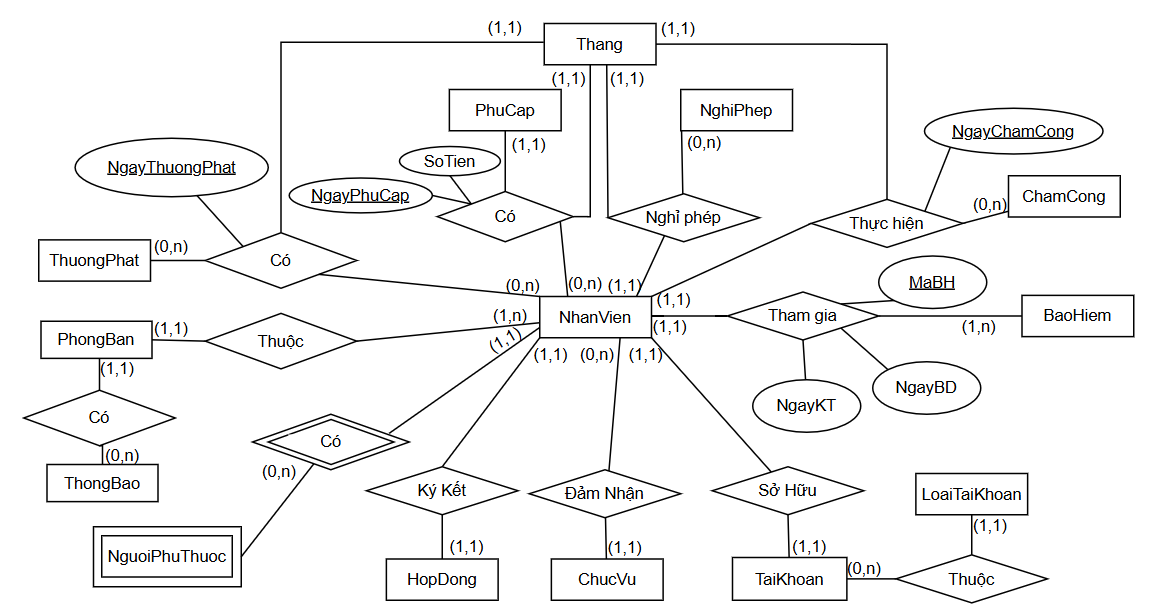 (1,1)
Thang
(1,1)
(1,1)
(1,1)
PhuCap
NghiPhep
(1,1)
(0,n)
NgayChamCong
NgayThuongPhat
SoTien
NgayPhuCap
ChamCong
(0,n)
Có
Nghỉ phép
Thực hiện
ThuongPhat
(0,n)
Có
(0,n)
(0,n)
(1,1)
(1,1)
MaBH
NhanVien
Tham gia
BaoHiem
(1,n)
(1,1)
(1,n)
PhongBan
(1,1)
Thuộc
(1,1)
(1,1)
(0,n)
(1,1)
(1,1)
NgayBD
NgayKT
Có
Có
(0,n)
ThongBao
(0,n)
Ký Kết
Đảm Nhận
Sở Hữu
LoaiTaiKhoan
(1,1)
NguoiPhuThuoc
(1,1)
(1,1)
(1,1)
HopDong
ChucVu
TaiKhoan
(0,n)
Thuộc